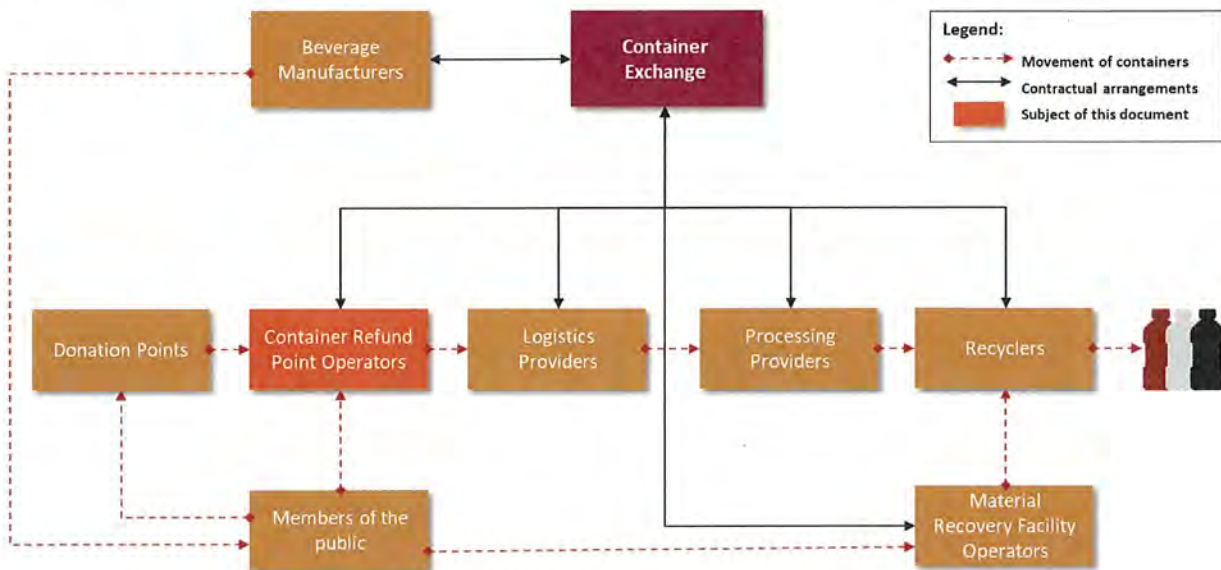 Beverage
Manufacturers
Container
Exchange
Legend:
Movement of containers
Contractual arrangements
Subject of this document
Donation Points
Container Refund
Point Operators
Logistics
Providers
Processing
Providers
Recyclers
Members of the
public
Material
Recovery Facility
Operators